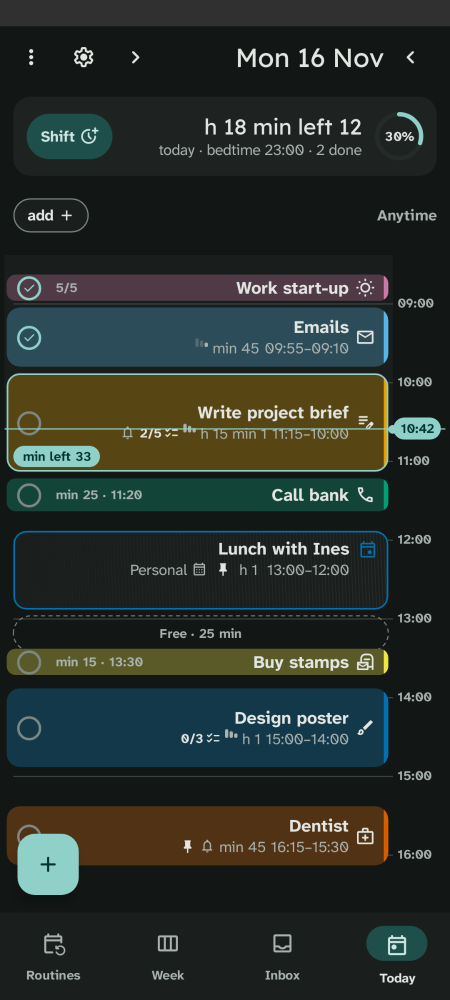 Mon 16 Nov
Shift
h 18 min left 12
today · bedtime 23:00 · 2 done
30%
add +
Anytime
5/5 Work start-up
09:00
Emails
min 45 09:55–09:10
10:00
Write project brief
2/5 h 15 min 1 11:15–10:00
10:42
min left 33
11:00
min 25 · 11:20 Call bank
12:00
Lunch with Ines
Personal h 1 13:00–12:00
13:00
Free · 25 min
min 15 · 13:30 Buy stamps
14:00
Design poster
0/3 h 1 15:00–14:00
15:00
Dentist
min 45 16:15–15:30
16:00
+
Routines Week Inbox Today